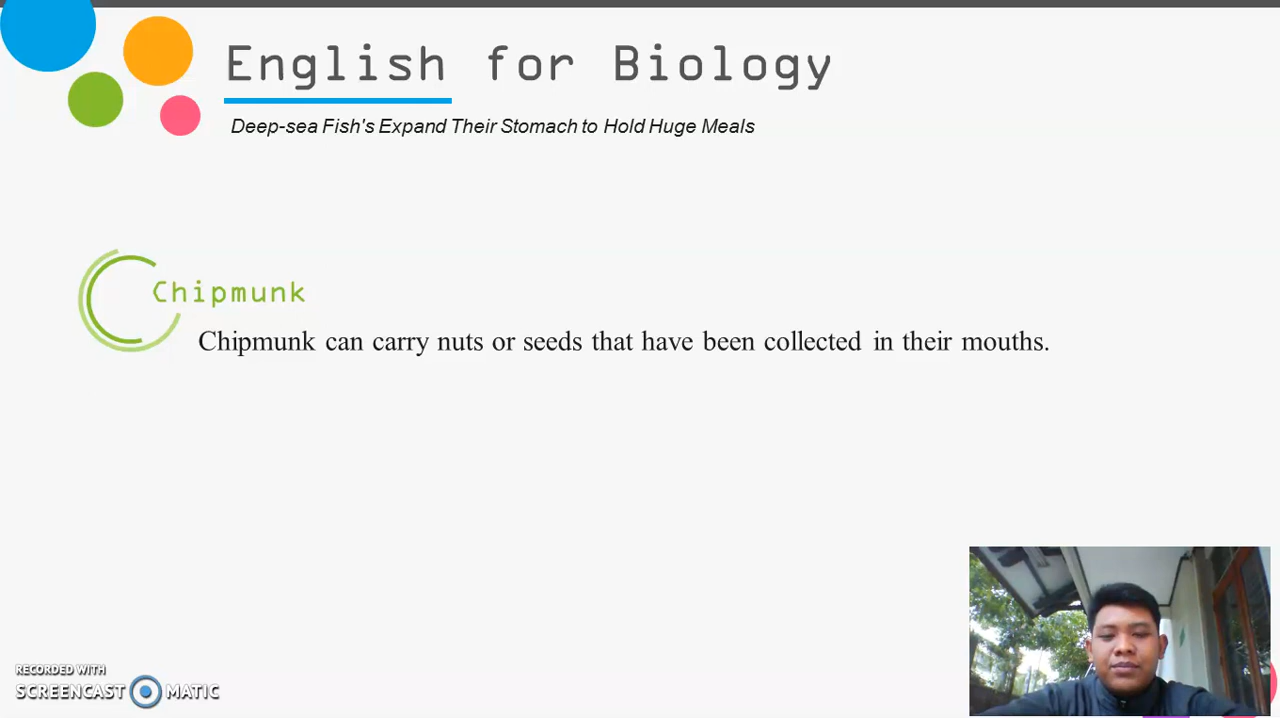 English for Biology
Deep-sea Fish's Expand Their Stomach to Hold Huge Meals
Chipmunk
Chipmunk can carry nuts or seeds that have been collected in their mouths.
RECORDED WITH
SCREENCAST MATIC